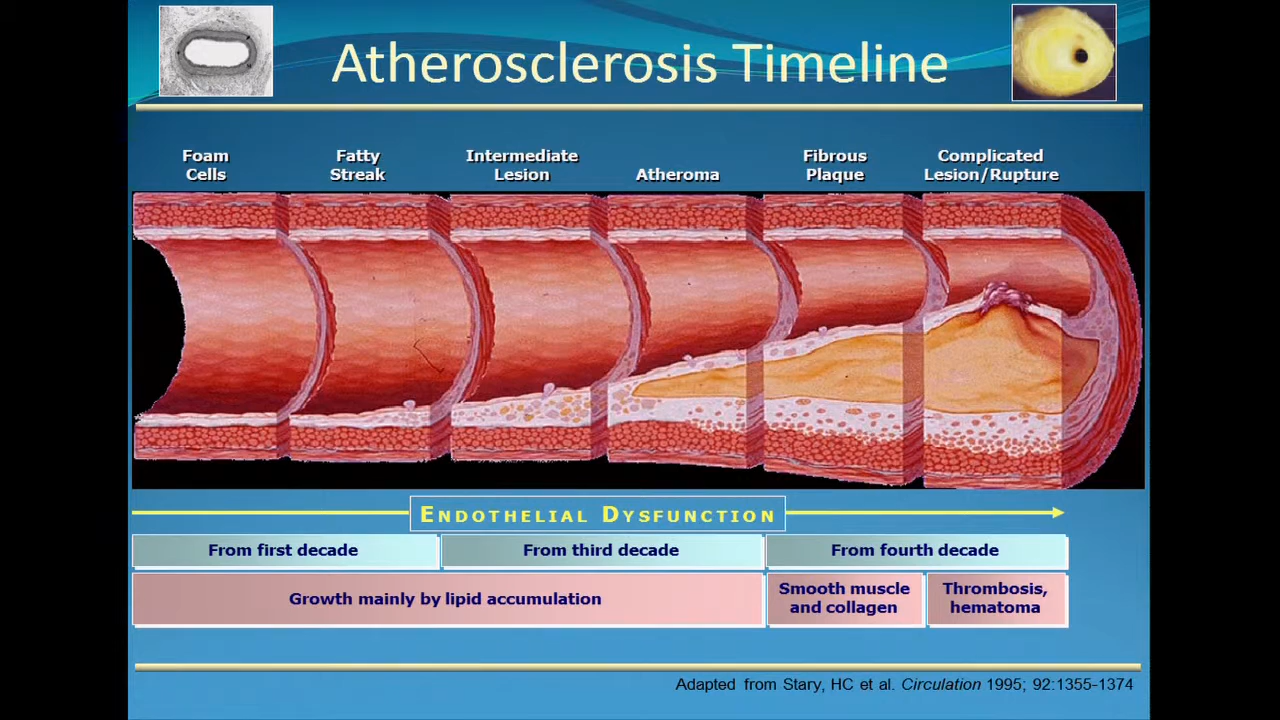 Atherosclerosis Timeline
Foam
Cells
Fatty
Streak
Intermediate
Lesion
Atheroma
Fibrous
Plaque
Complicated
Lesion/Rupture
ENDOTHELIAL DYSFUNCTION
From first decade
From third decade
From fourth decade
Growth mainly by lipid accumulation
Smooth muscle
and collagen
Thrombosis,
hematoma
Adapted from Stary, HC et al. Circulation 1995; 92:1355-1374